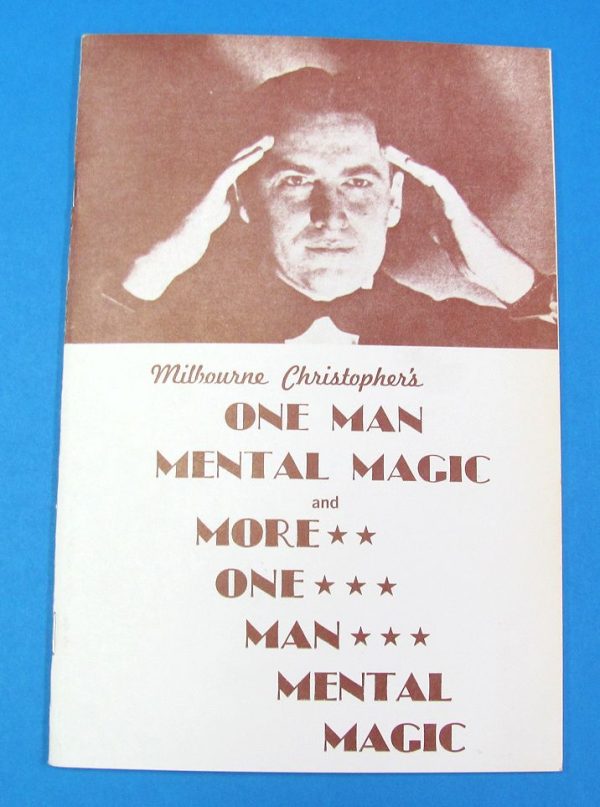 Milbourne Christopher's
ONE MAN
MENTAL MAGIC
and
MORE★★
ONE★★★
MAN★★★
MENTAL
MAGIC